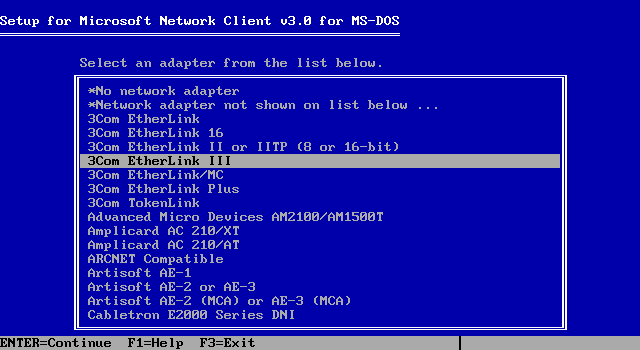 Setup for Microsoft Network Client v3.0 for MS-DOS
Select an adapter from the list below.
*No network adapter
*Network adapter not shown on list below ...
3Com EtherLink
3Com EtherLink 16
3Com EtherLink II or IITP (8 or 16-bit)
3Com EtherLink III
3Com EtherLink/MC
3Com EtherLink Plus
3Com TokenLink
Advanced Micro Devices AM2100/AM1500T
Amplicard AC 210/XT
Amplicard AC 210/AT
ARCNET Compatible
Artisoft AE-1
Artisoft AE-2 or AE-3
Artisoft AE-2 (MCA) or AE-3 (MCA)
Cabletron E2000 Series DNI
ENTER=Continue  F1=Help  F3=Exit